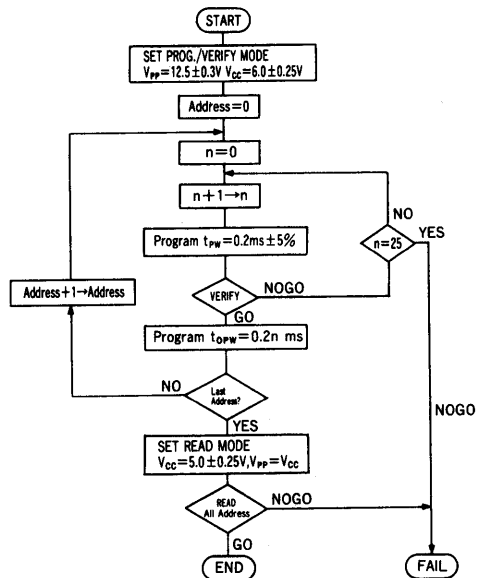 START
SET PROG./VERIFY MODE
VPP=12.5±0.3V VCC=6.0±0.25V
Address=0
n=0
n+1→n
NO
YES
Program tPW=0.2ms±5%
n=25
Address+1→Address
VERIFY
NOGO
GO
Program tOPW=0.2n ms
NO
Last
Address?
NOGO
YES
SET READ MODE
VCC=5.0±0.25V,VPP=VCC
READ
All Address
NOGO
GO
END
FAIL